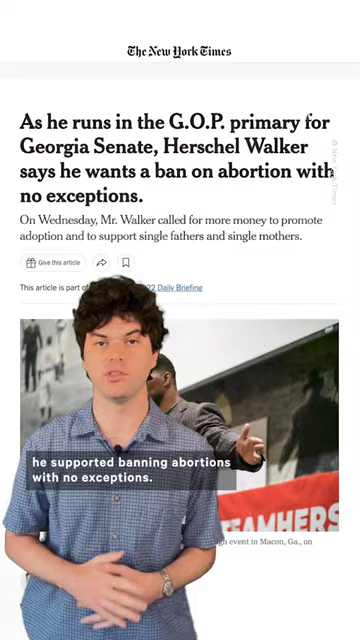 The New York Times
As he runs in the G.O.P. primary for
Georgia Senate, Herschel Walker
says he wants a ban on abortion with
no exceptions.
On Wednesday, Mr. Walker called for more money to promote
adoption and to support single fathers and single mothers.
Give this article
This article is part of
22 Daily Briefing
New York Times
he supported banning abortions
with no exceptions.
TEAMHERS
event in Macon, Ga., on